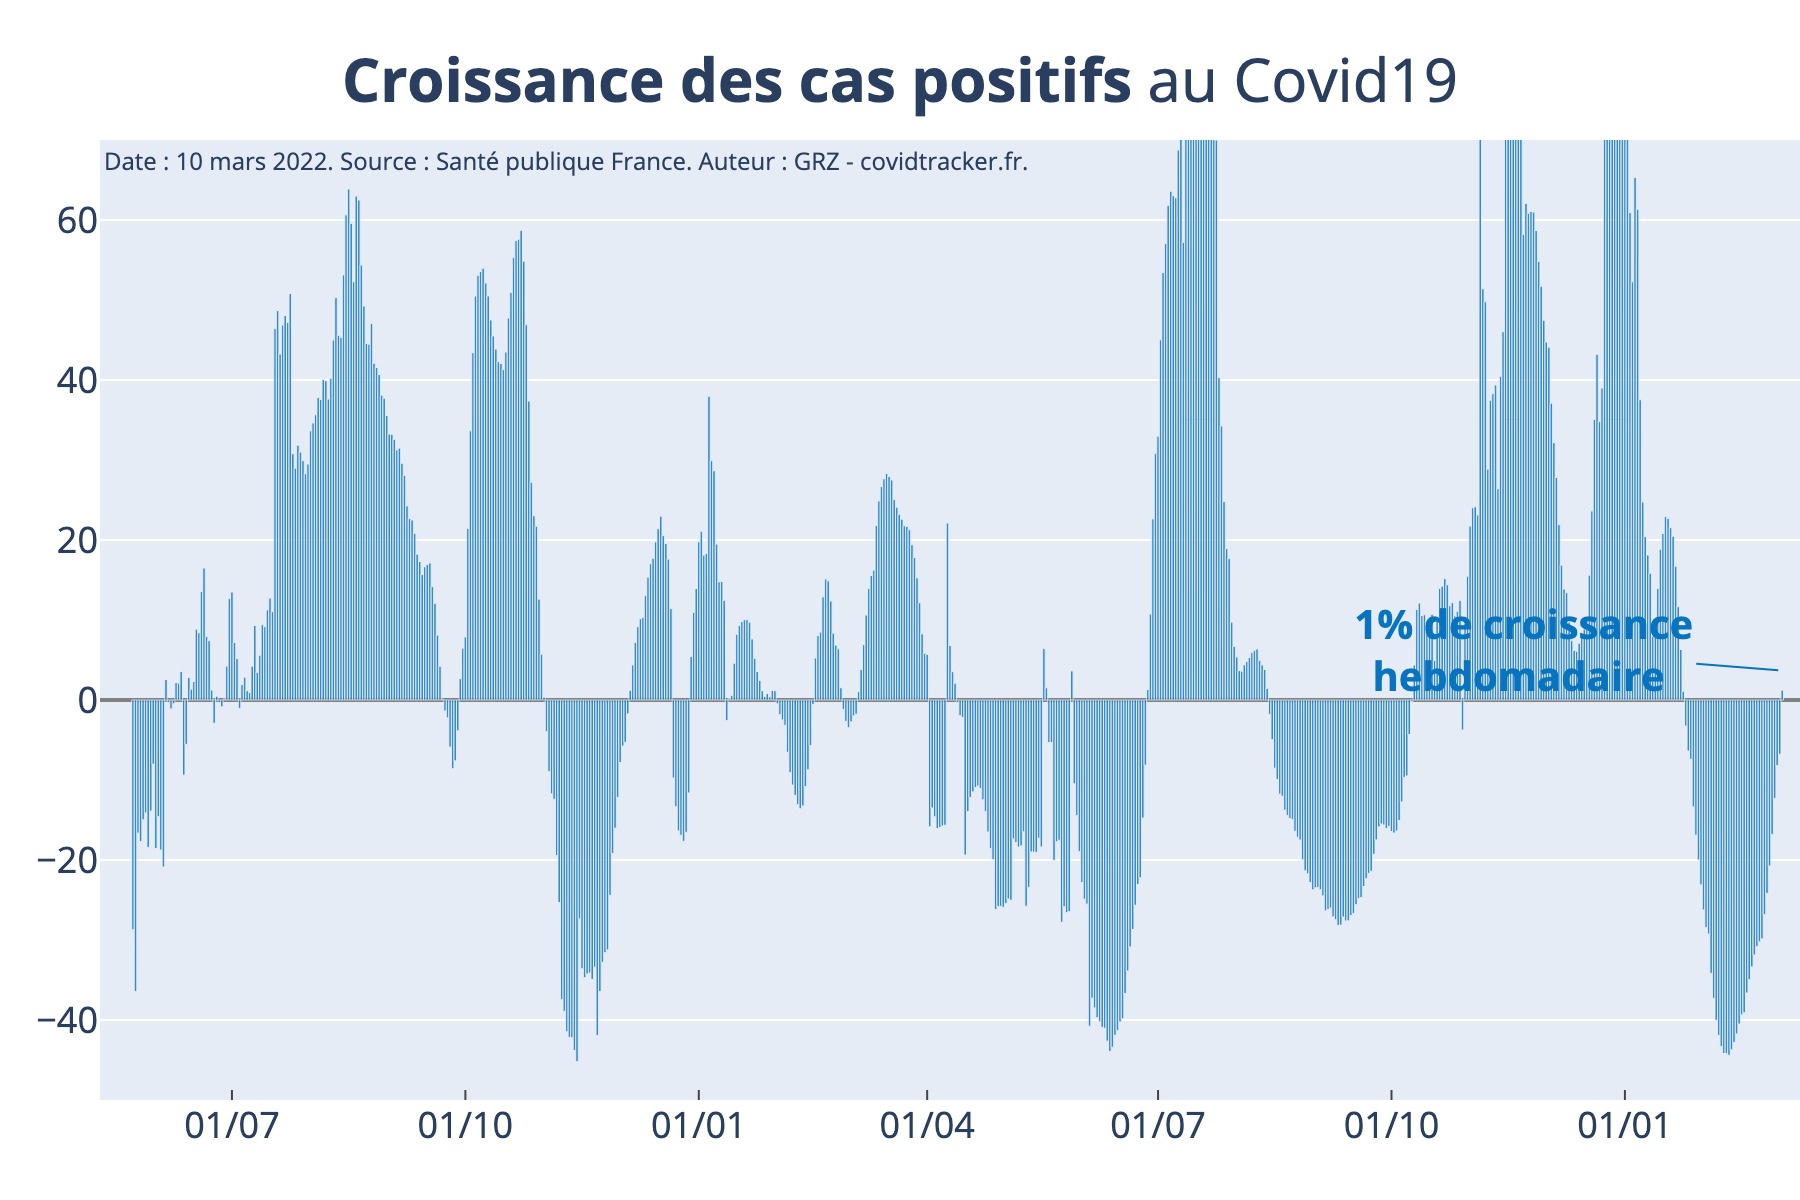 Croissance des cas positifs au Covid19
Date : 10 mars 2022. Source : Santé publique France. Auteur : GRZ - covidtracker.fr.
60
40
20
0
−20
−40
1% de croissance
hebdomadaire
01/07 01/10 01/01 01/04 01/07 01/10 01/01